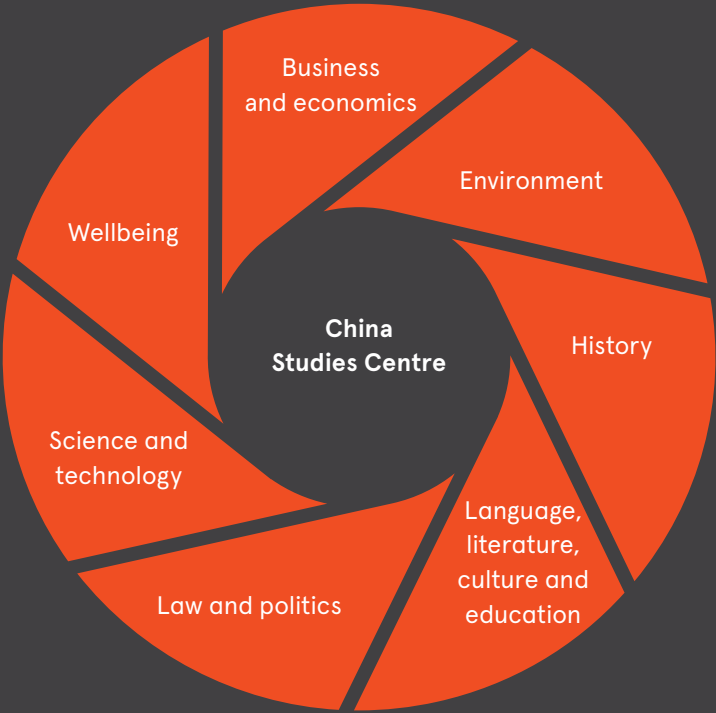 Business
and economics
Environment
Wellbeing
China
Studies Centre
History
Science and
technology
Language,
literature,
culture and
education
Law and politics